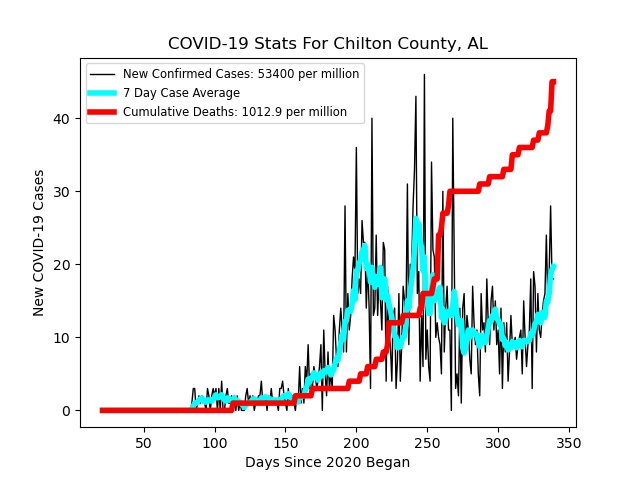 COVID-19 Stats For Chilton County, AL
New Confirmed Cases: 53400 per million
7 Day Case Average
Cumulative Deaths: 1012.9 per million
New COVID-19 Cases
40
30
20
10
0
50 100 150 200 250 300 350
Days Since 2020 Began